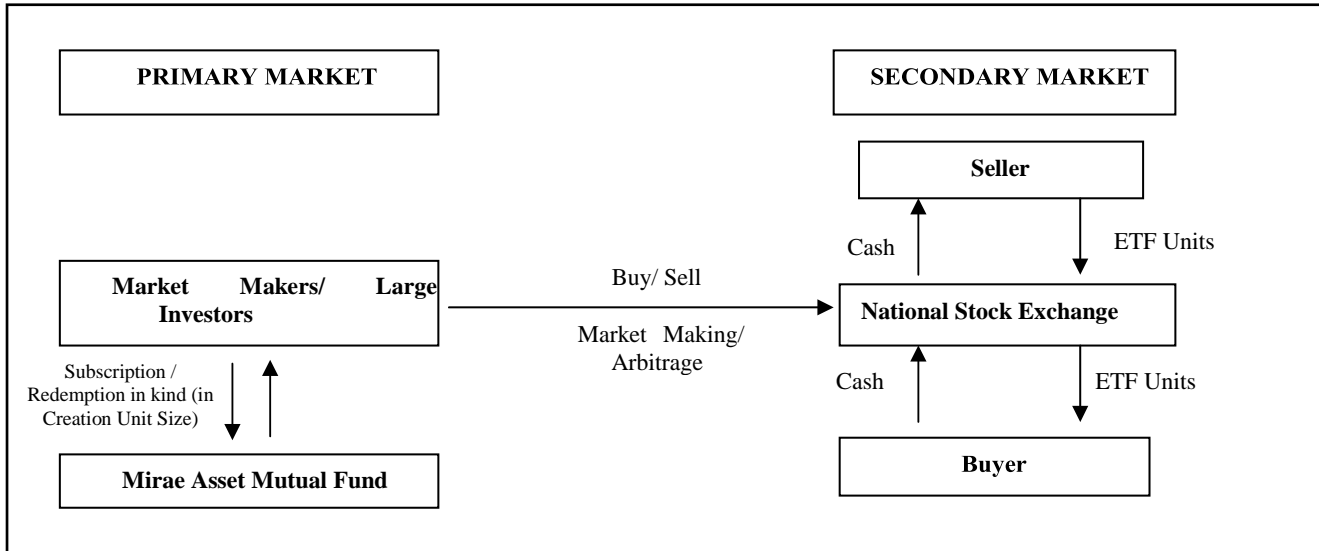 PRIMARY MARKET
SECONDARY MARKET
Seller
Cash
ETF Units
Market Makers/ Large
Investors
Buy/ Sell
National Stock Exchange
Market Making/
Arbitrage
Subscription /
Redemption in kind (in
Creation Unit Size)
Cash
ETF Units
Mirae Asset Mutual Fund
Buyer